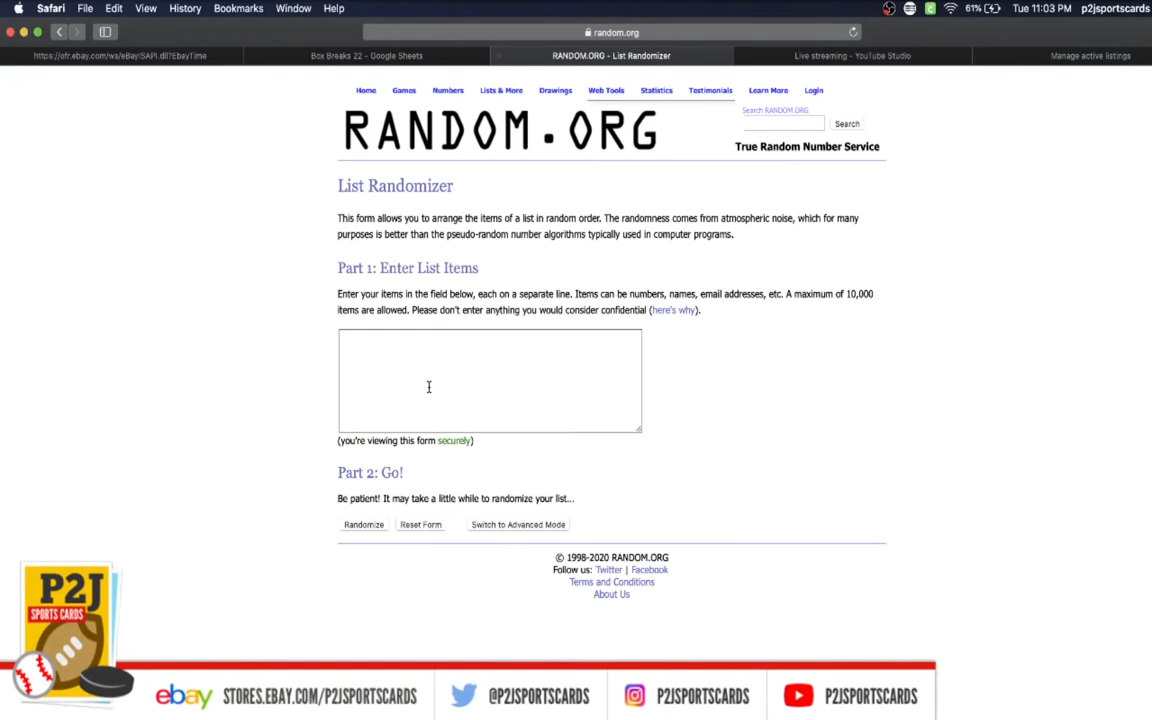 Safari File Edit View History Bookmarks Window Help 61% Tue 11:03 PM p2jsportscards
random.org
https://ofr.ebay.com/ws/eBayISAPI.dll?EbayTime Box Breaks 22 - Google Sheets RANDOM.ORG - List Randomizer Live streaming - YouTube Studio Manage active listings
Home Games Numbers Lists & More Drawings Web Tools Statistics Testimonials Learn More Login
Search RANDOM.ORG
RANDOM.ORG
Search
True Random Number Service
List Randomizer
This form allows you to arrange the items of a list in random order. The randomness comes from atmospheric noise, which for many
purposes is better than the pseudo-random number algorithms typically used in computer programs.
Part 1: Enter List Items
Enter your items in the field below, each on a separate line. Items can be numbers, names, email addresses, etc. A maximum of 10,000
items are allowed. Please don't enter anything you would consider confidential (here's why).
(you're viewing this form securely)
Part 2: Go!
Be patient! It may take a little while to randomize your list...
Randomize Reset Form Switch to Advanced Mode
© 1998-2020 RANDOM.ORG
Follow us: Twitter | Facebook
Terms and Conditions
About Us
P2J
SPORTS CARDS
ebay STORES.EBAY.COM/P2JSPORTSCARDS @P2JSPORTSCARDS P2JSPORTSCARDS P2JSPORTSCARDS